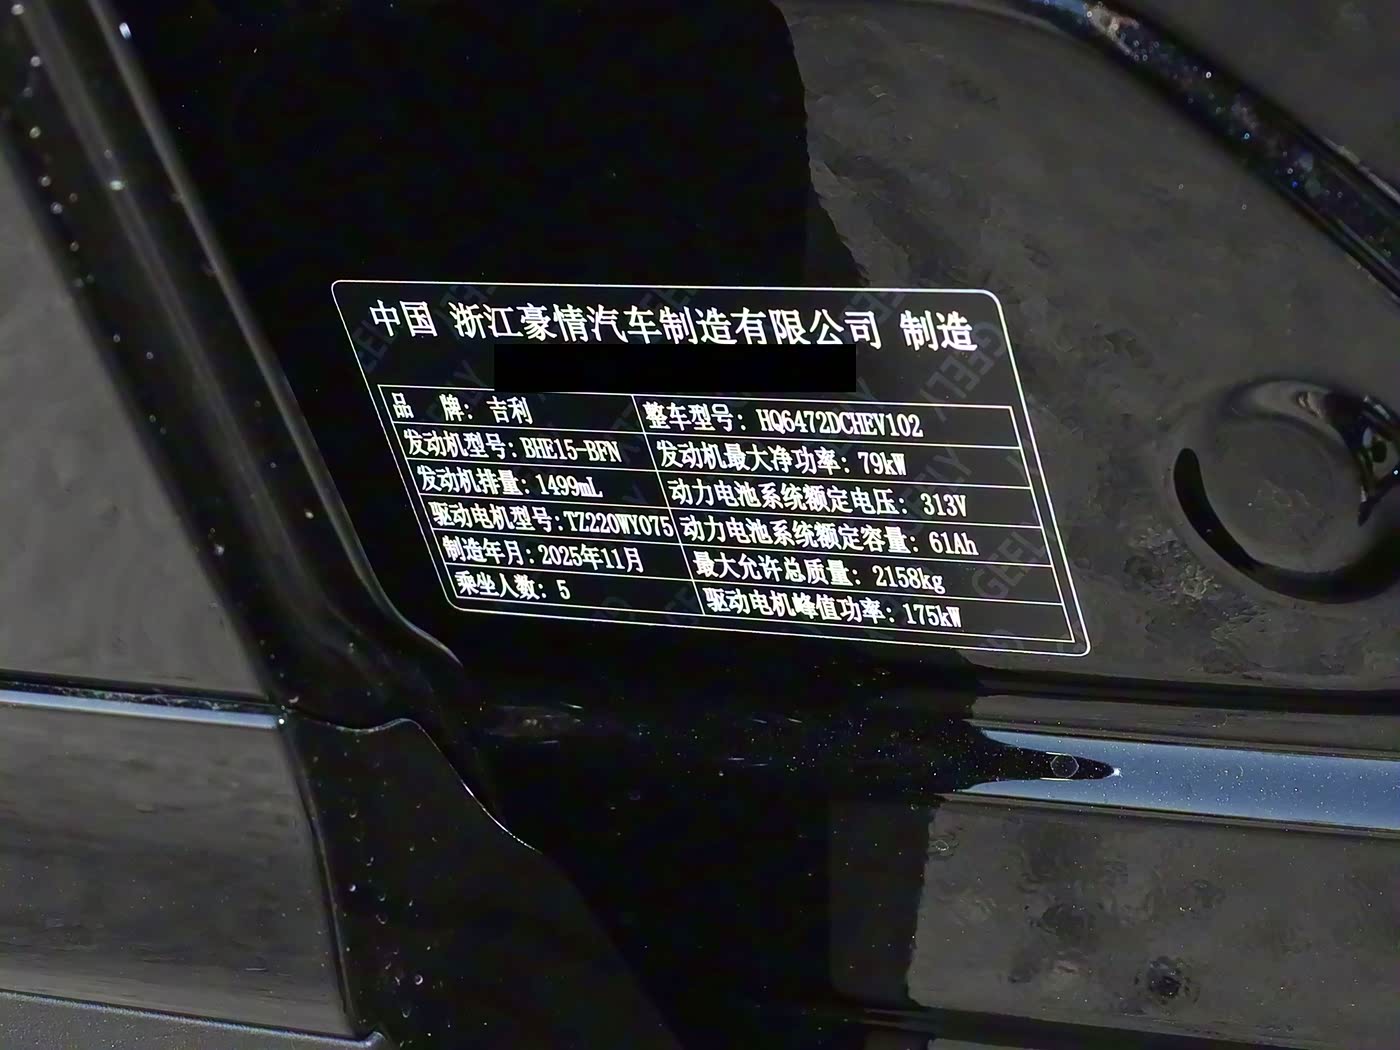 中国 浙江豪情汽车制造有限公司 制造
品 牌: 吉利 整车型号: HQ6472DCHEV102
发动机型号: BHE15-BFN 发动机最大净功率: 79kW
发动机排量: 1499mL 动力电池系统额定电压: 313V
驱动电机型号: TZ220WY075 动力电池系统额定容量: 61Ah
制造年月: 2025年11月 最大允许总质量: 2158kg
乘坐人数: 5 驱动电机峰值功率: 175kW